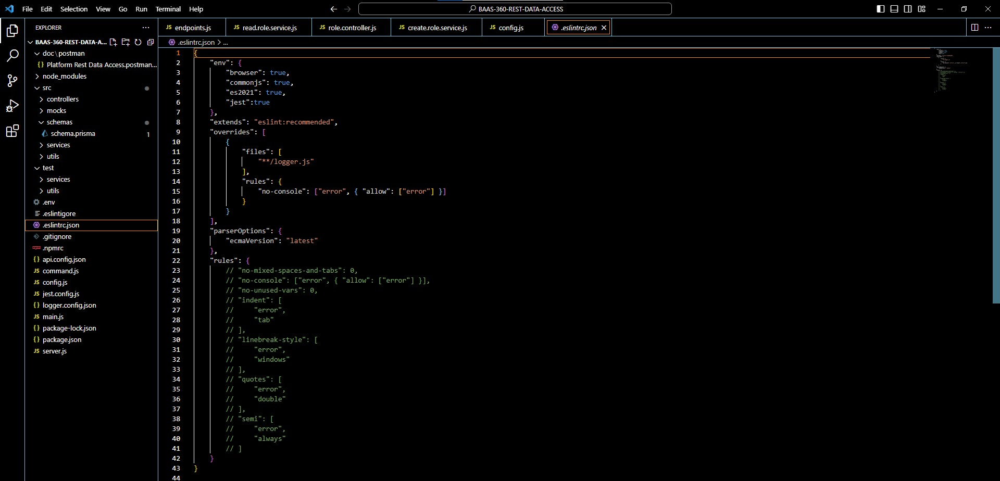 File Edit Selection View Go Run Terminal Help
BAAS-360-REST-DATA-ACCESS
EXPLORER
BAAS-360-REST-DATA-A...
doc\postman
{} Platform Rest Data Access.postman...
node_modules
src
controllers
mocks
schemas
schema.prisma 1
services
utils
test
services
utils
.env
.eslintigore
.eslintrc.json
.gitignore
npm .npmrc
{} api.config.json
JS command.js
JS config.js
JS jest.config.js
{} logger.config.json
JS main.js
{} package-lock.json
{} package.json
JS server.js
JS endpoints.js JS read.role.service.js JS role.controller.js JS create.role.service.js JS config.js .eslintrc.json
.eslintrc.json > ...
1 {
2 "env": {
3 "browser": true,
4 "commonjs": true,
5 "es2021": true,
6 "jest":true
7 },
8 "extends": "eslint:recommended",
9 "overrides": [
10 {
11 "files": [
12 "**/logger.js"
13 ],
14 "rules": {
15 "no-console": ["error", { "allow": ["error"] }]
16 }
17 }
18 ],
19 "parserOptions": {
20 "ecmaVersion": "latest"
21 },
22 "rules": {
23 // "no-mixed-spaces-and-tabs": 0,
24 // "no-console": ["error", { "allow": ["error"] }],
25 // "no-unused-vars": 0,
26 // "indent": [
27 // "error",
28 // "tab"
29 // ],
30 // "linebreak-style": [
31 // "error",
32 // "windows"
33 // ],
34 // "quotes": [
35 // "error",
36 // "double"
37 // ],
38 // "semi": [
39 // "error",
40 // "always"
41 // ]
42 }
43 }
44